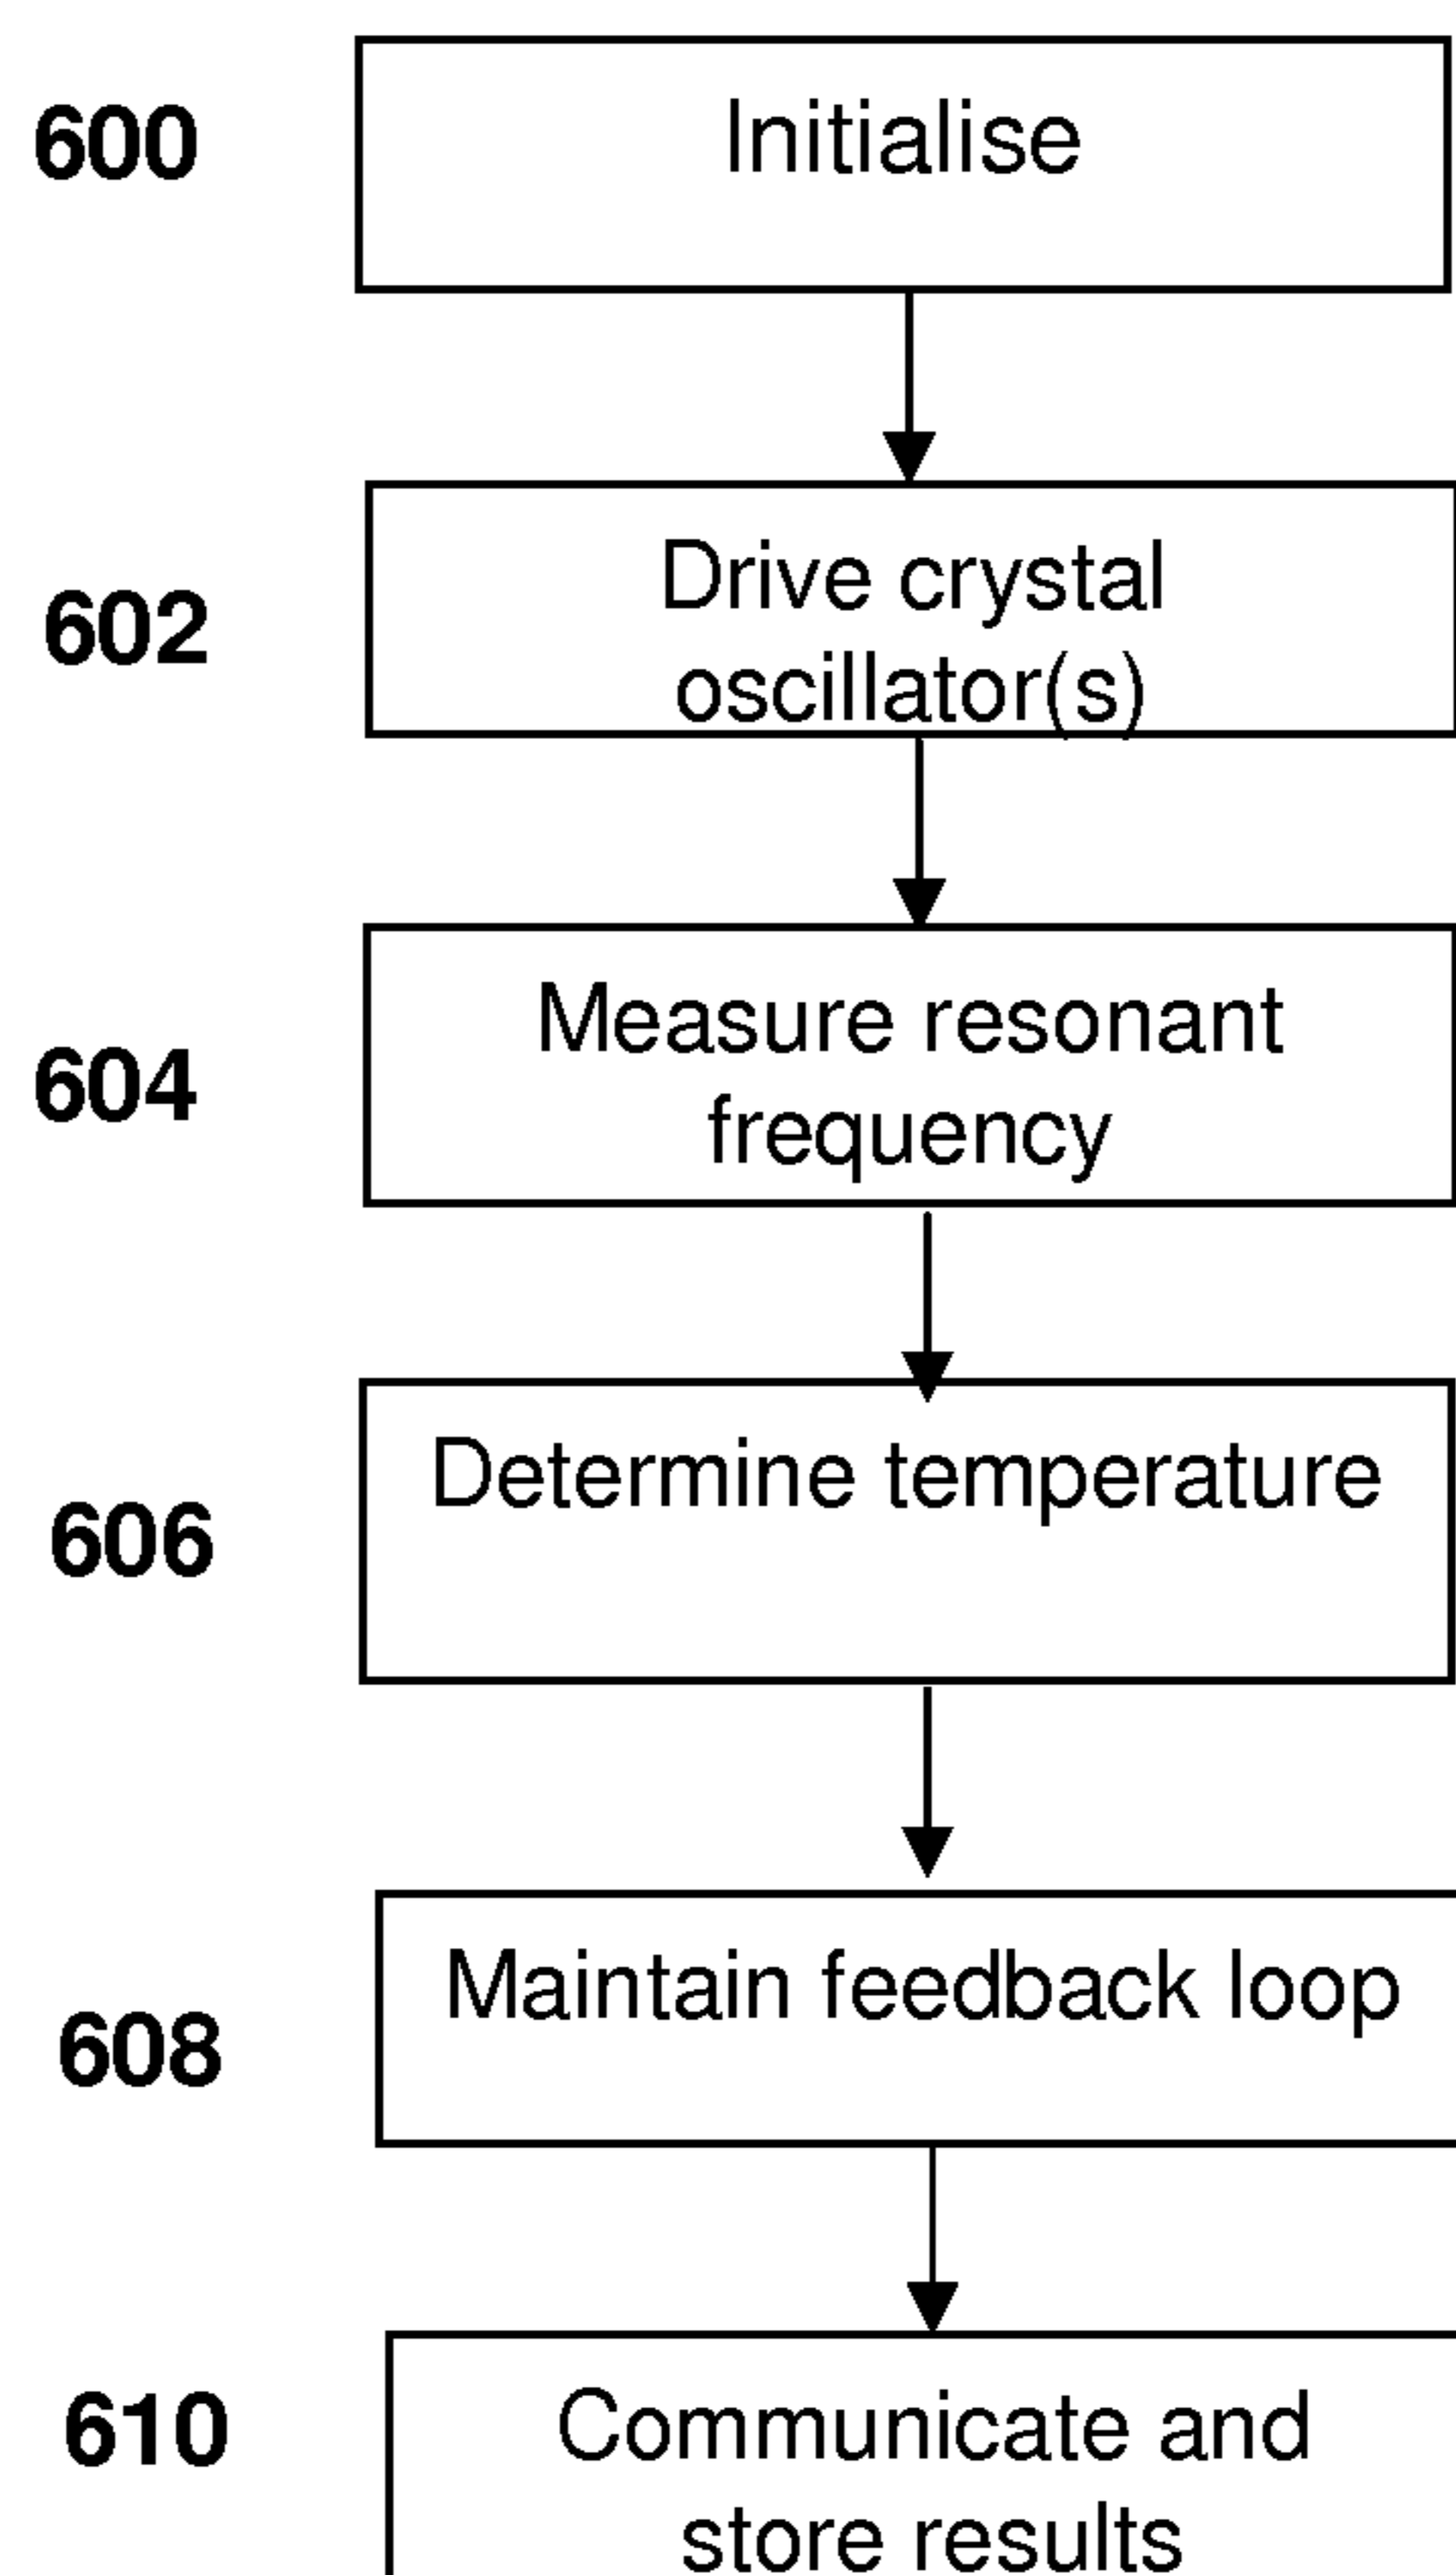 600
Initialise
602
Drive crystal
oscillator(s)
604
Measure resonant
frequency
606
Determine temperature
608
Maintain feedback loop
610
Communicate and
store results